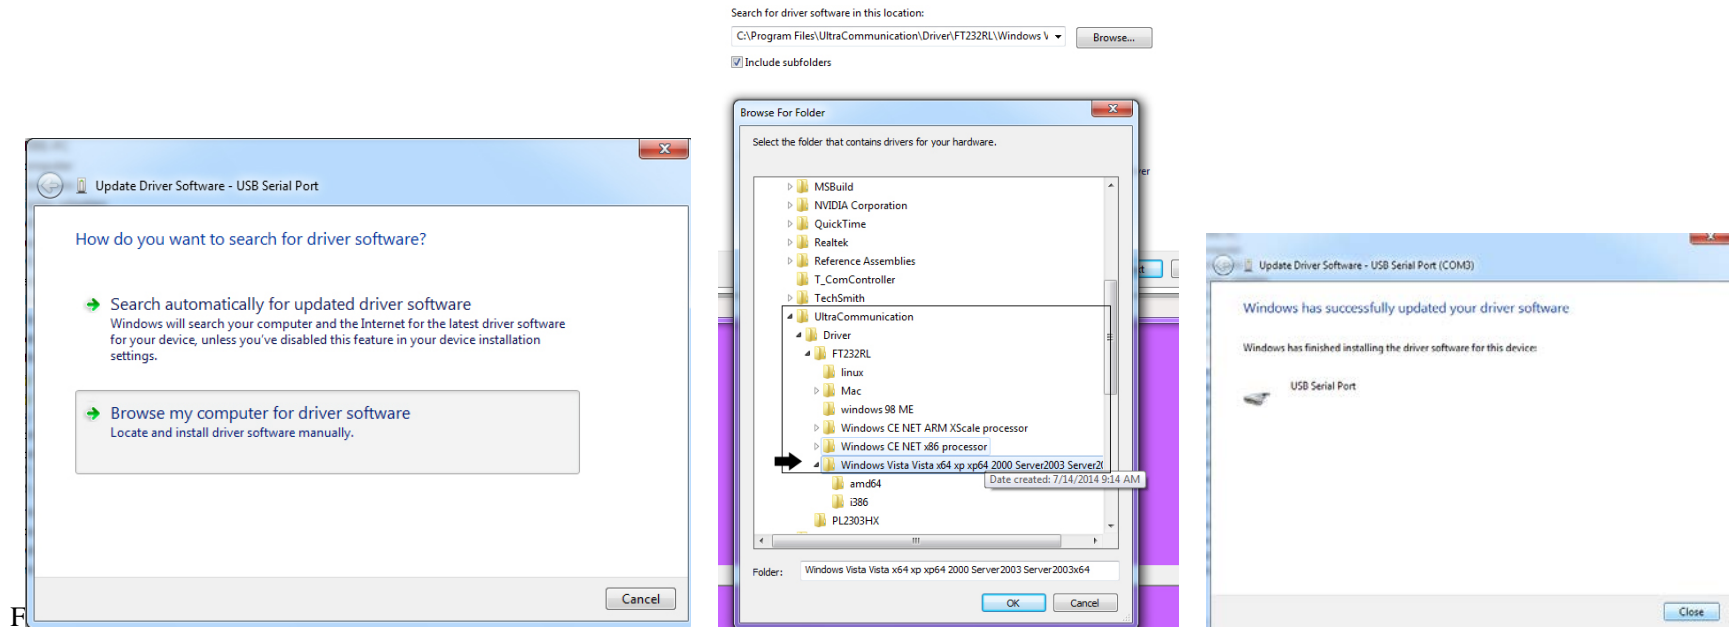 Update Driver Software - USB Serial Port
How do you want to search for driver software?
Search automatically for updated driver software
Windows will search your computer and the Internet for the latest driver software
for your device, unless you've disabled this feature in your device installation
settings.
Browse my computer for driver software
Locate and install driver software manually.
Cancel
F
Search for driver software in this location:
C:\Program Files\UltraCommunication\Driver\FT232RL\Windows V
Browse...
Include subfolders
Browse For Folder
Select the folder that contains drivers for your hardware.
er
MSBuild
NVIDIA Corporation
QuickTime
Realtek
Reference Assemblies
T_ComController
TechSmith
UltraCommunication
Driver
FT232RL
linux
Mac
windows 98 ME
Windows CE NET ARM XScale processor
Windows CE NET x86 processor
Windows Vista Vista x64 xp xp64 2000 Server2003 Server20
Date created: 7/14/2014 9:14 AM
amd64
i386
PL2303HX
Folder:
Windows Vista Vista x64 xp xp64 2000 Server2003 Server2003x64
OK
Cancel
Update Driver Software - USB Serial Port (COM3)
Windows has successfully updated your driver software
Windows has finished installing the driver software for this device:
USB Serial Port
Close